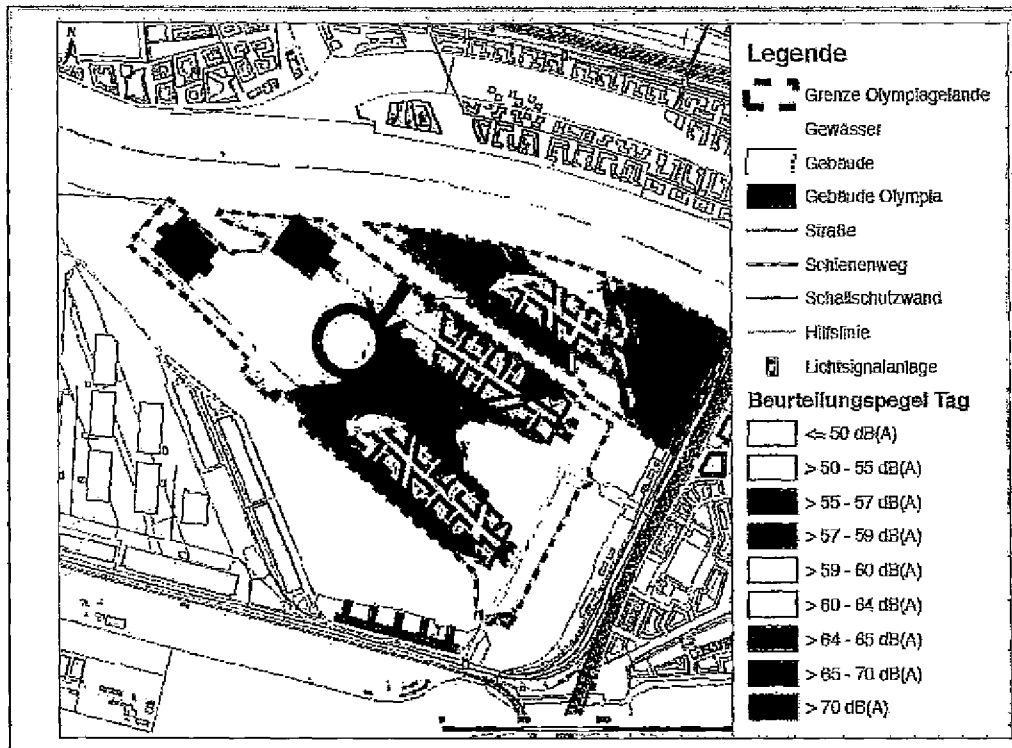 N
Legende
Grenze Olympiagelände
Gewässer
Gebäude
Gebäude Olympia
Straße
Schienenweg
Schallschutzwand
Hilfslinie
Lichtsignalanlage
Beurteilungspegel Tag
<= 50 dB(A)
> 50 - 55 dB(A)
> 55 - 57 dB(A)
> 57 - 59 dB(A)
> 59 - 60 dB(A)
> 60 - 64 dB(A)
> 64 - 65 dB(A)
> 65 - 70 dB(A)
> 70 dB(A)